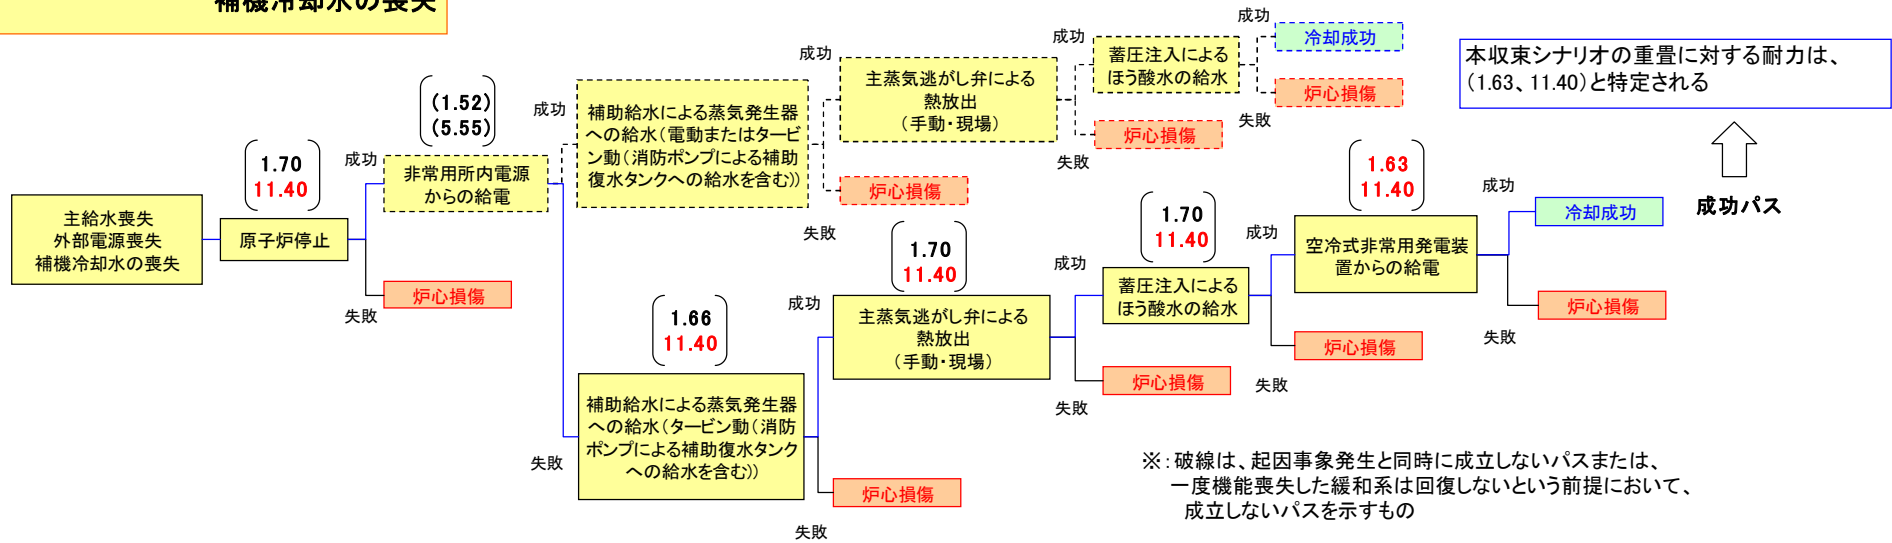 補機冷却水の喪失
主給水喪失
外部電源喪失
補機冷却水の喪失
1.70
11.40
原子炉停止
成功
失敗
炉心損傷
(1.52)
(5.55)
非常用所内電源
からの給電
成功
失敗
補助給水による蒸気発生器
への給水(電動またはタービ
ン動(消防ポンプによる補助
復水タンクへの給水を含む))
成功
失敗
炉心損傷
主蒸気逃がし弁による
熱放出
(手動・現場)
成功
失敗
炉心損傷
蓄圧注入による
ほう酸水の給水
成功
失敗
冷却成功
炉心損傷
1.66
11.40
補助給水による蒸気発生器
への給水(タービン動(消防
ポンプによる補助復水タンク
への給水を含む))
成功
失敗
炉心損傷
1.70
11.40
主蒸気逃がし弁による
熱放出
(手動・現場)
成功
失敗
炉心損傷
1.70
11.40
蓄圧注入による
ほう酸水の給水
成功
失敗
炉心損傷
1.63
11.40
空冷式非常用発電装
置からの給電
成功
失敗
冷却成功
炉心損傷
本収束シナリオの重畳に対する耐力は、
(1.63、11.40)と特定される
成功パス
※:破線は、起因事象発生と同時に成立しないパスまたは、
一度機能喪失した緩和系は回復しないという前提において、
成立しないパスを示すもの